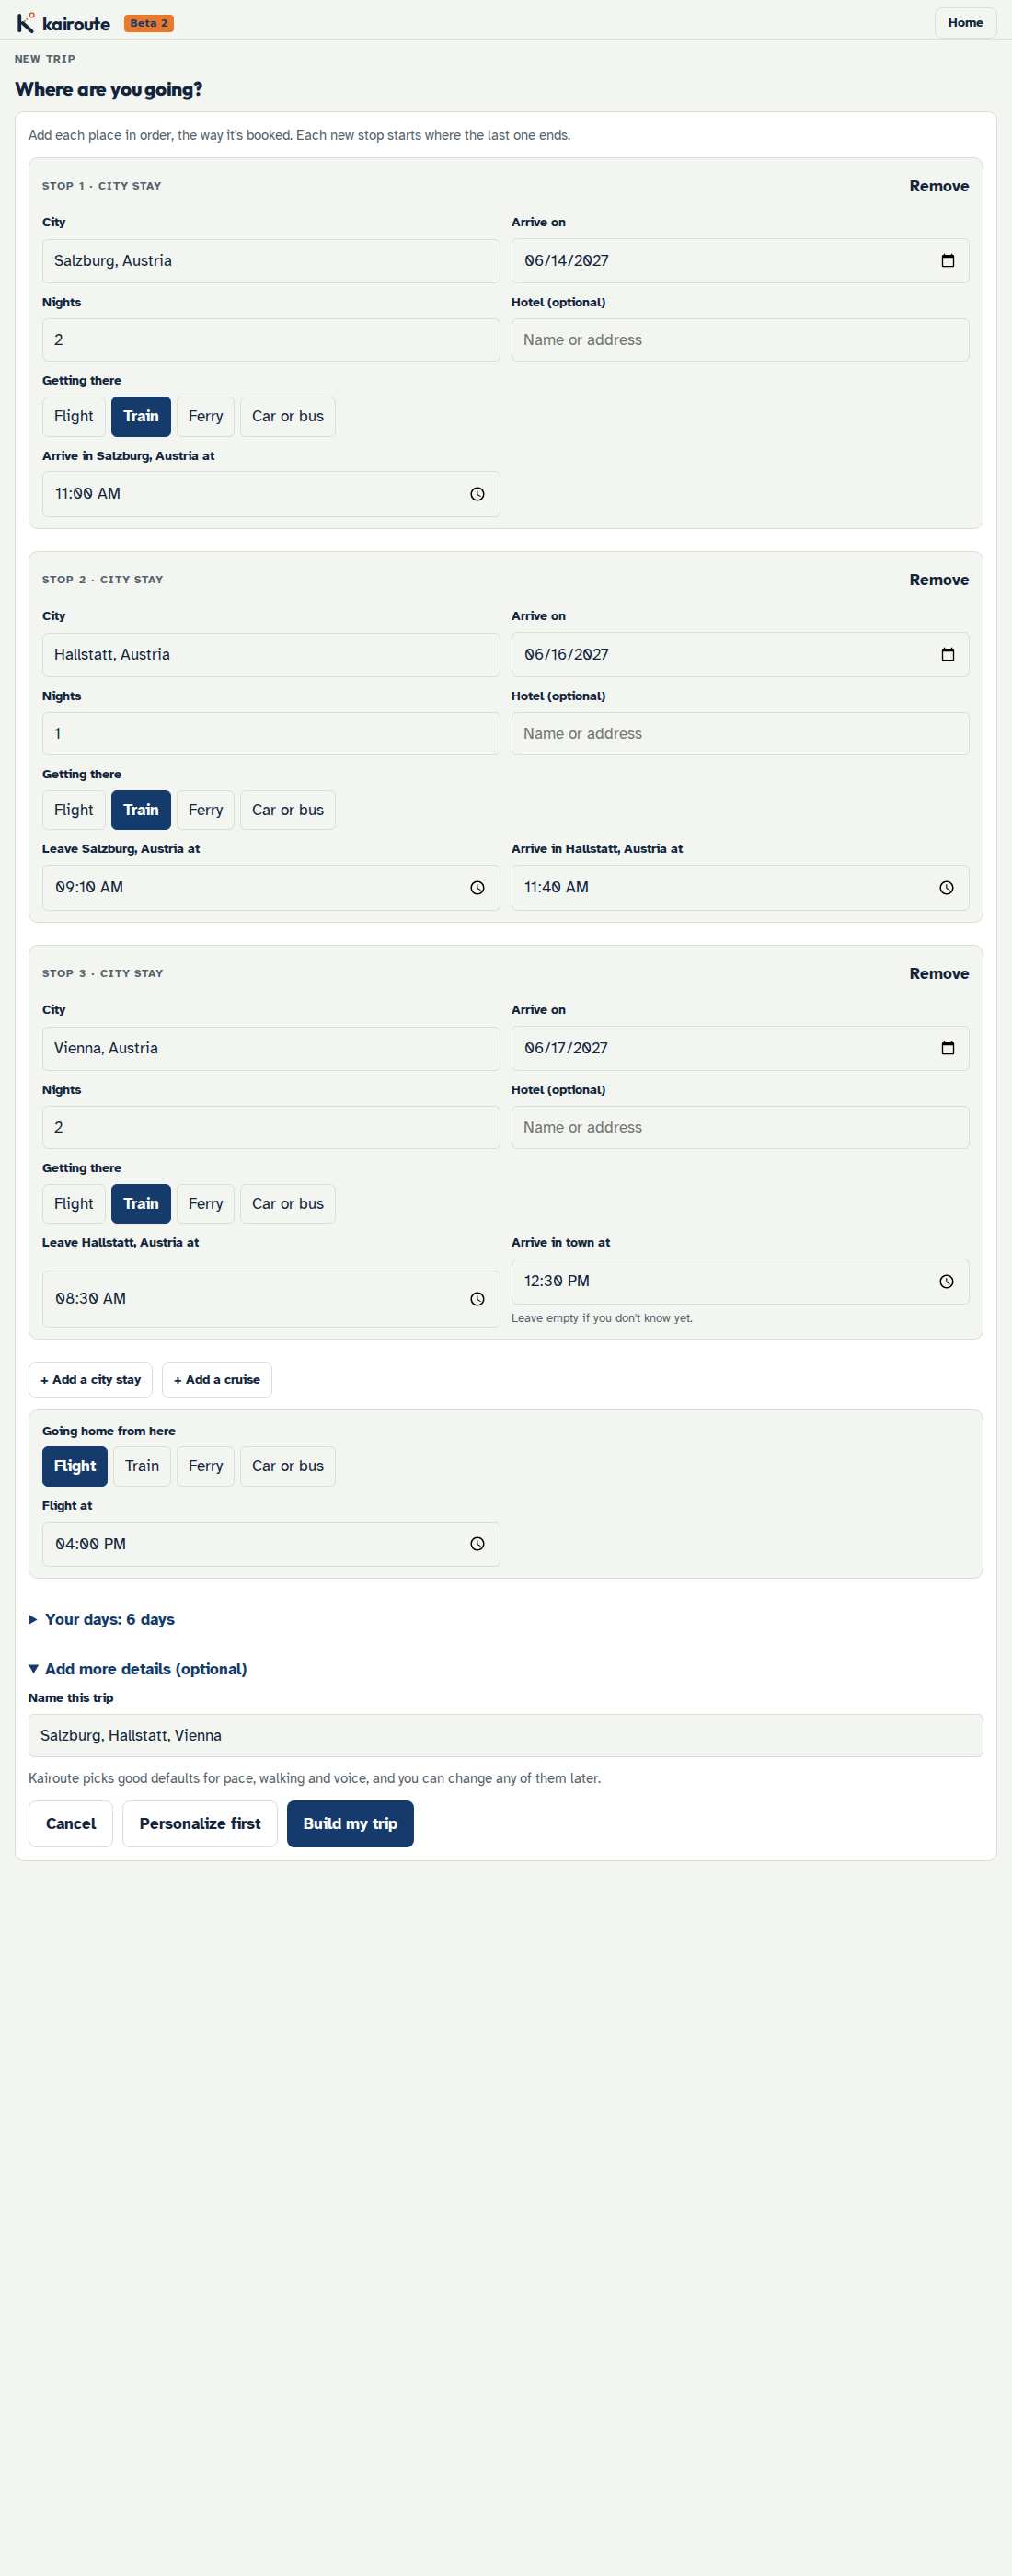 kairoute Beta 2 Home
NEW TRIP
Where are you going?
Add each place in order, the way it's booked. Each new stop starts where the last one ends.
STOP 1 · CITY STAY Remove
City Arrive on
Salzburg, Austria 06/14/2027
Nights Hotel (optional)
2 Name or address
Getting there
Flight Train Ferry Car or bus
Arrive in Salzburg, Austria at
11:00 AM
STOP 2 · CITY STAY Remove
City Arrive on
Hallstatt, Austria 06/16/2027
Nights Hotel (optional)
1 Name or address
Getting there
Flight Train Ferry Car or bus
Leave Salzburg, Austria at Arrive in Hallstatt, Austria at
09:10 AM 11:40 AM
STOP 3 · CITY STAY Remove
City Arrive on
Vienna, Austria 06/17/2027
Nights Hotel (optional)
2 Name or address
Getting there
Flight Train Ferry Car or bus
Leave Hallstatt, Austria at Arrive in town at
08:30 AM 12:30 PM
Leave empty if you don't know yet.
+ Add a city stay + Add a cruise
Going home from here
Flight Train Ferry Car or bus
Flight at
04:00 PM
Your days: 6 days
Add more details (optional)
Name this trip
Salzburg, Hallstatt, Vienna
Kairoute picks good defaults for pace, walking and voice, and you can change any of them later.
Cancel Personalize first Build my trip